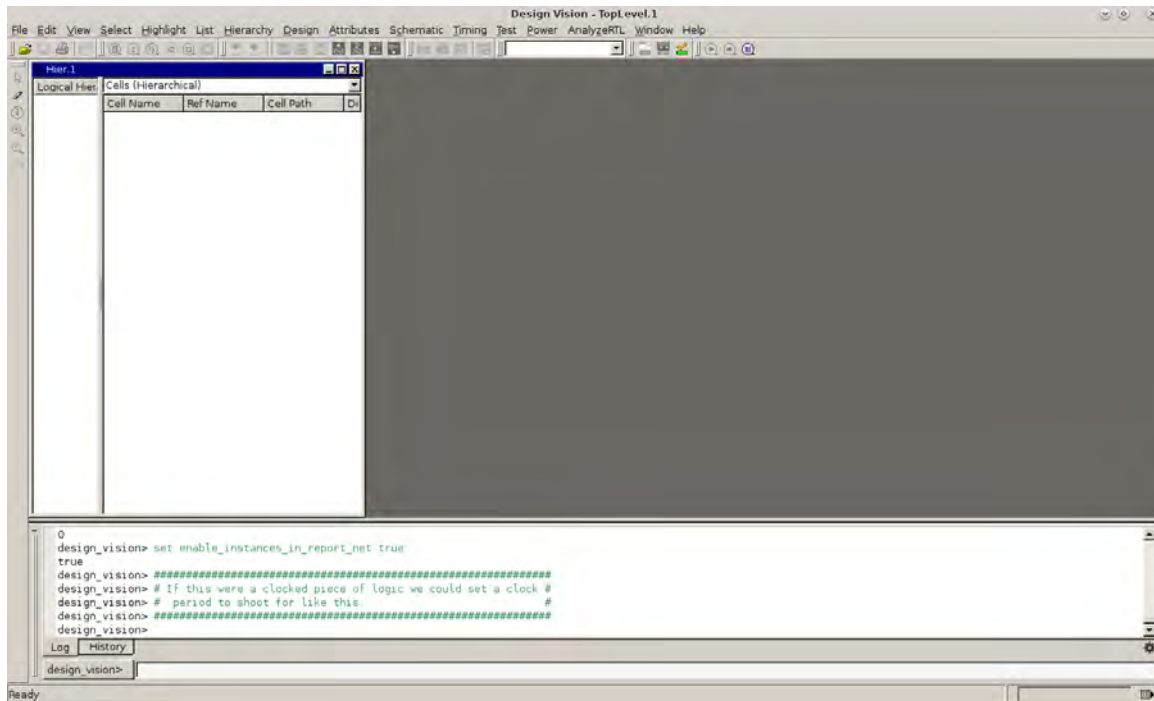 Design Vision - TopLevel.1
File Edit View Select Highlight List Hierarchy Design Attributes Schematic Timing Test Power AnalyzeRTL Window Help
Hier.1
Logical Hier. Cells (Hierarchical)
Cell Name Ref Name Cell Path
0
design_vision> set enable_instances_in_report_net true
true
design_vision> ##############################################################
design_vision> # If this were a clocked piece of logic we could set a clock #
design_vision> # period to shoot for like this #
design_vision> ##############################################################
design_vision>
Log History
design_vision>
Ready